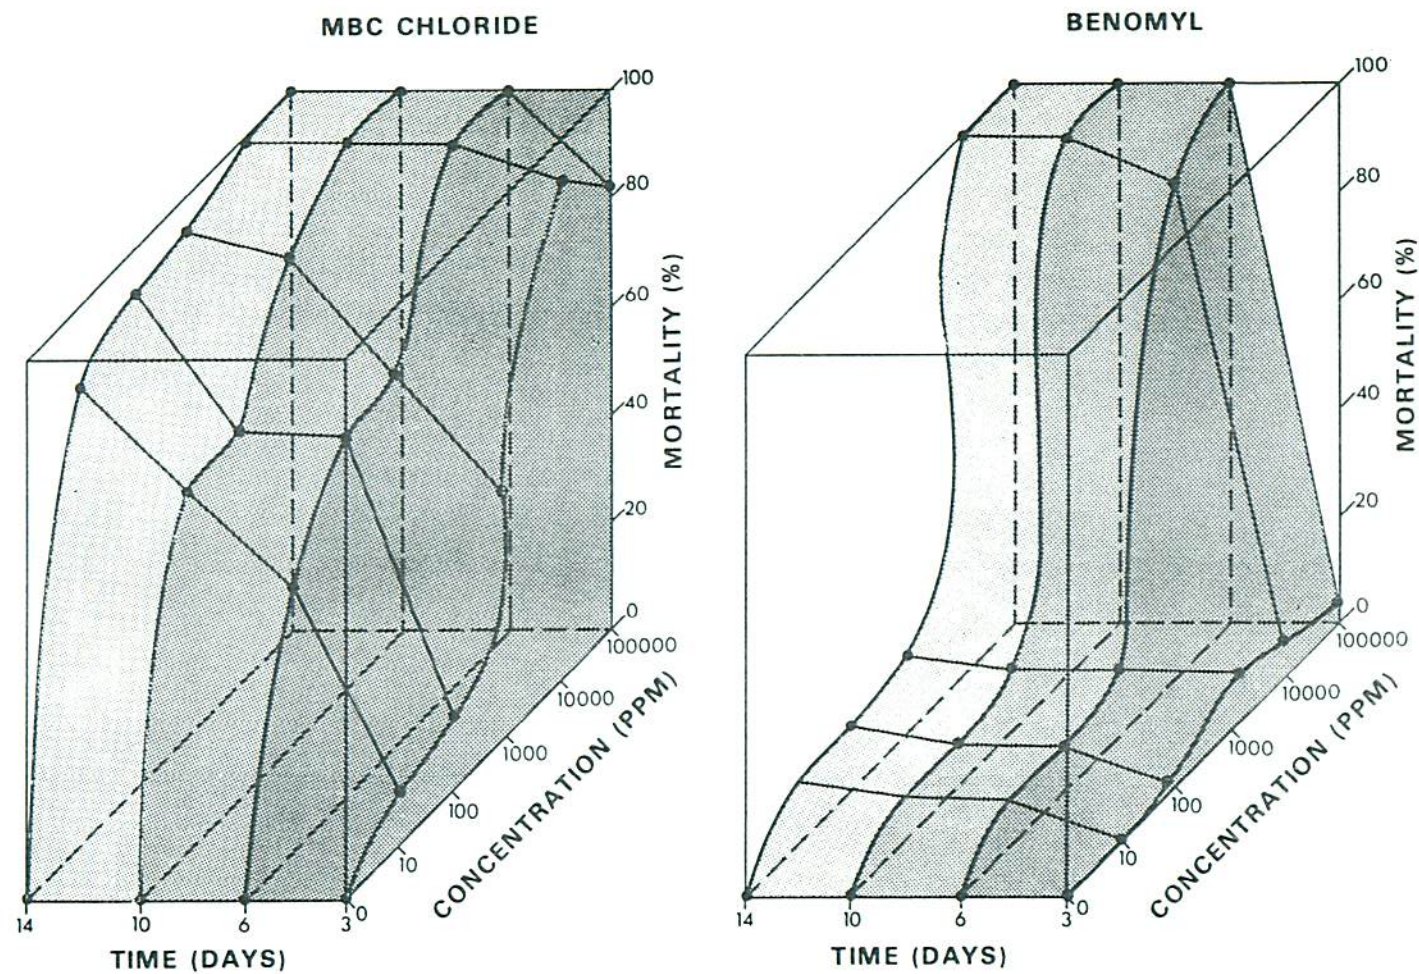 MBC CHLORIDE
100
80
60
40
20
0
MORTALITY (%)
100000
10000
1000
100
10
0
CONCENTRATION (PPM)
14 10 6 3
TIME (DAYS)
BENOMYL
100
80
60
40
20
0
MORTALITY (%)
100000
10000
1000
100
10
0
CONCENTRATION (PPM)
14 10 6 3
TIME (DAYS)